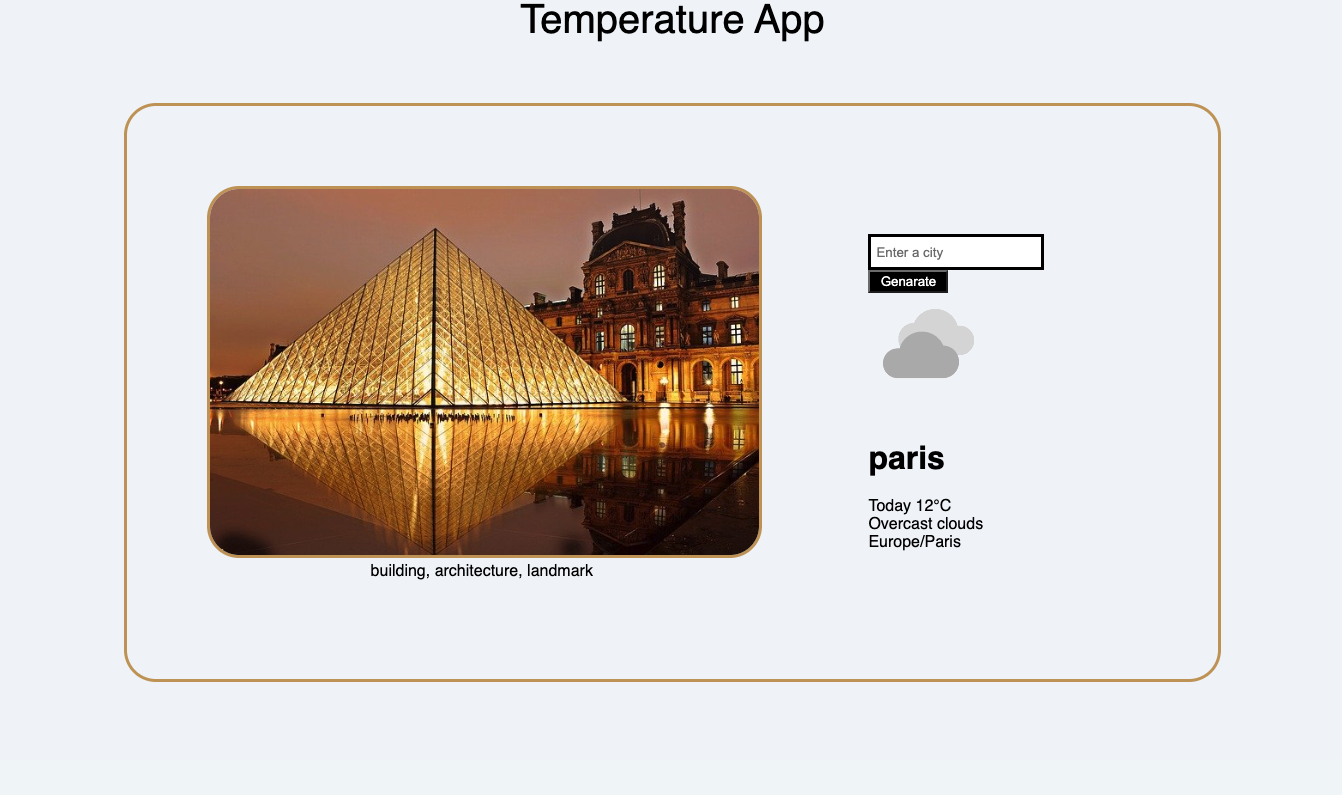 Temperature App
Enter a city
Genarate
paris
Today 12°C
Overcast clouds
Europe/Paris
building, architecture, landmark